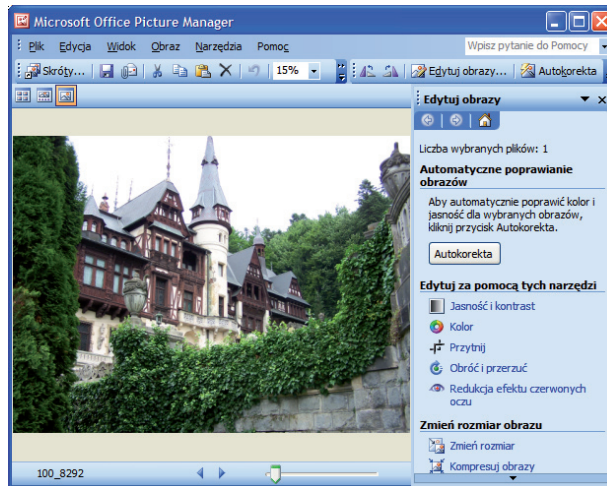 Microsoft Office Picture Manager
Plik Edycja Widok Obraz Narzędzia Pomoc Wpisz pytanie do Pomocy
Skróty... 15% Edytuj obrazy... Autokorekta
Edytuj obrazy
Liczba wybranych plików: 1
Automatyczne poprawianie
obrazów
Aby automatycznie poprawić kolor i
jasność dla wybranych obrazów,
kliknij przycisk Autokorekta.
Autokorekta
Edytuj za pomocą tych narzędzi
Jasność i kontrast
Kolor
Przytnij
Obróć i przerzuć
Redukcja efektu czerwonych
oczu
Zmień rozmiar obrazu
Zmień rozmiar
Kompresuj obrazy
100_8292